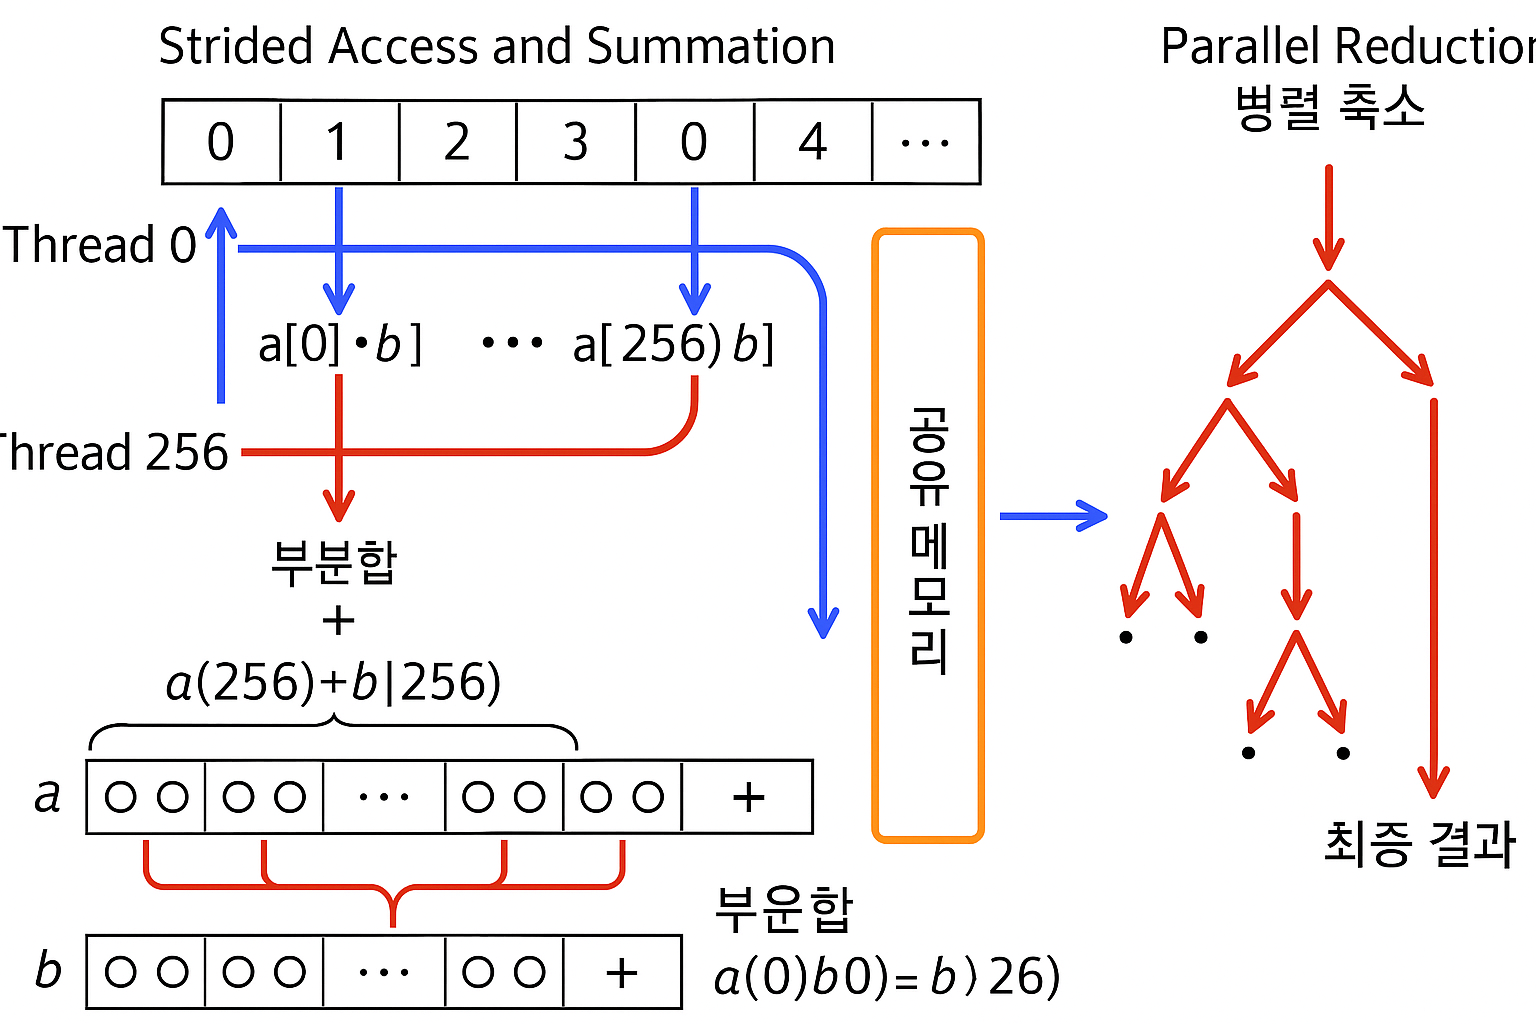 Strided Access and Summation
0 1 2 3 0 4 ...
Thread 0
a[0]•b] ... a[256)b]
Thread 256
부분합
+
a(256)+b|256)
a ○○ ○○ ... ○○ ○○ +
b ○○ ○○ ... ○○ +
부운합
a(0)b0)=b)26)
공유 메모리
Parallel Reduction
병렬 축소
최증 결과